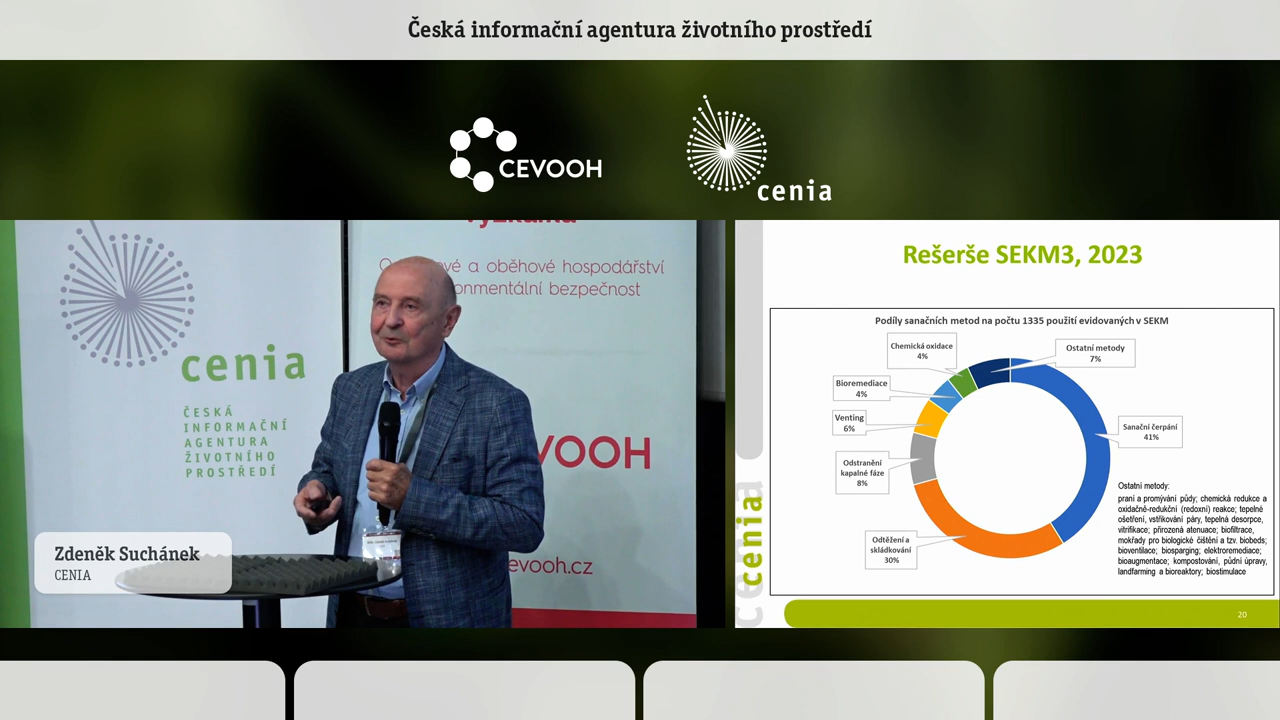 Česká informační agentura životního prostředí
CEVOOH
cenia
cenia
ČESKÁ
INFORMAČNÍ
AGENTURA
ŽIVOTNÍHO
PROSTŘEDÍ
a oběhové hospodářství
bezpečnost
VOOH
evooh.cz
Zdeněk Suchánek
CENIA
Rešerše SEKM3, 2023
Podíly sanačních metod na počtu 1335 použití evidovaných v SEKM
Chemická oxidace
4%
Ostatní metody
7%
Bioremediace
4%
Venting
6%
Sanační čerpání
41%
Odstranění
kapalné fáze
8%
Odtěžení a
skládkování
30%
Ostatní metody:
praní a promývání půdy; chemická redukce a
oxidačně-redukční (redoxní) reakce; tepelné
ošetření, vstřikování páry, tepelná desorpce,
vitrifikace; přirozená atenuace; biofiltrace,
mokřady pro biologické čištění a tzv. biobeds;
bioventilace; biosparging; elektroremediace;
bioaugmentace; kompostování, půdní úpravy,
landfarming a bioreaktory; biostimulace
cenia
20